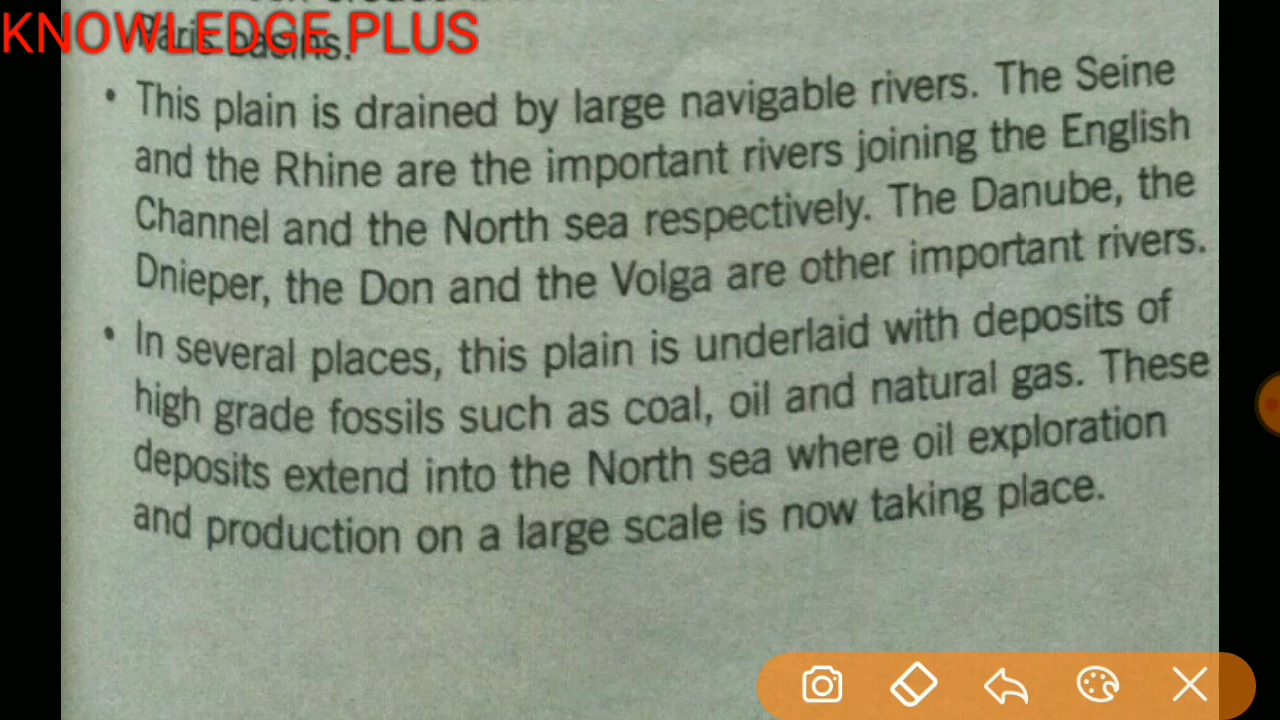 KNOWLEDGE PLUS
Paris basins.
• This plain is drained by large navigable rivers. The Seine
and the Rhine are the important rivers joining the English
Channel and the North sea respectively. The Danube, the
Dnieper, the Don and the Volga are other important rivers.
• In several places, this plain is underlaid with deposits of
high grade fossils such as coal, oil and natural gas. These
deposits extend into the North sea where oil exploration
and production on a large scale is now taking place.